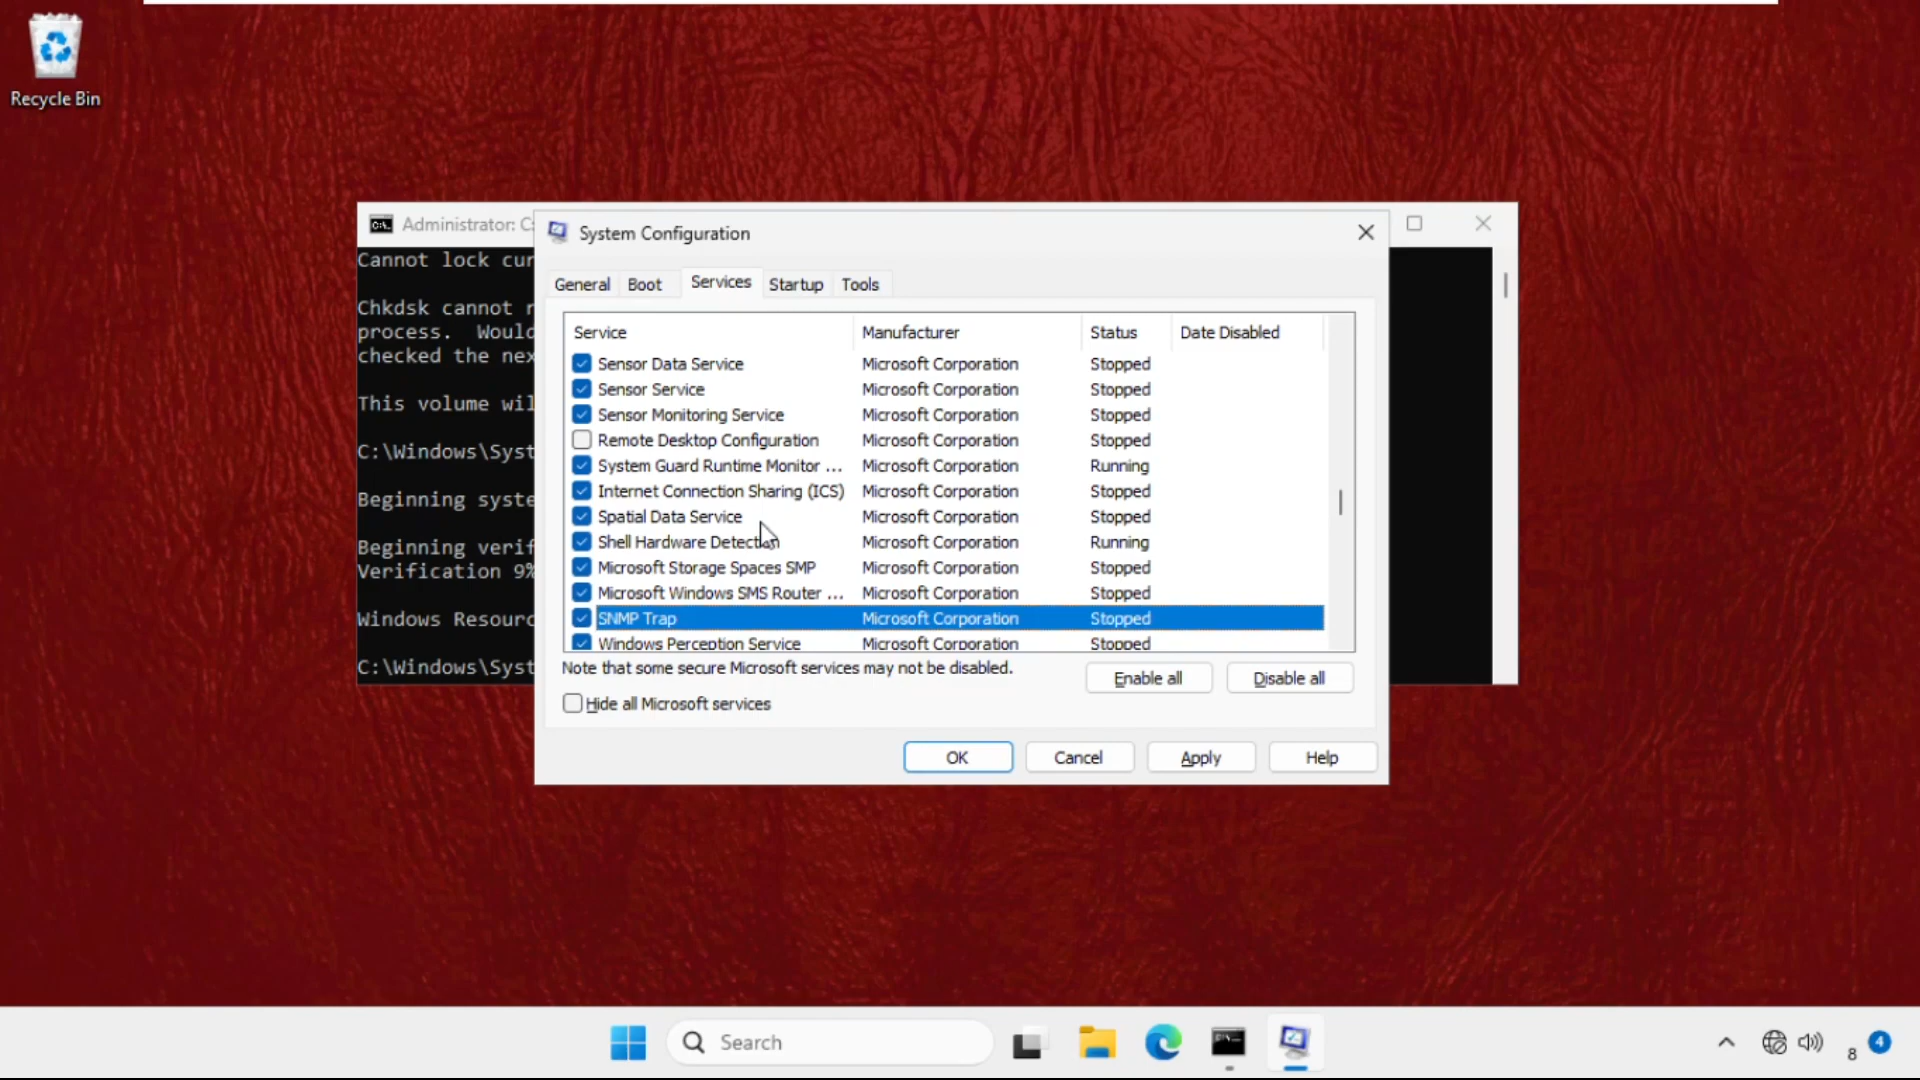 Recycle Bin
Administrator: C
Cannot lock cur
Chkdsk cannot r
process. Would
checked the nex
This volume wil
C:\Windows\Syst
Beginning syste
Beginning verif
Verification 9%
Windows Resourc
C:\Windows\Syst
System Configuration
General Boot Services Startup Tools
Service Manufacturer Status Date Disabled
Sensor Data Service Microsoft Corporation Stopped
Sensor Service Microsoft Corporation Stopped
Sensor Monitoring Service Microsoft Corporation Stopped
Remote Desktop Configuration Microsoft Corporation Stopped
System Guard Runtime Monitor ... Microsoft Corporation Running
Internet Connection Sharing (ICS) Microsoft Corporation Stopped
Spatial Data Service Microsoft Corporation Stopped
Shell Hardware Detection Microsoft Corporation Running
Microsoft Storage Spaces SMP Microsoft Corporation Stopped
Microsoft Windows SMS Router ... Microsoft Corporation Stopped
SNMP Trap Microsoft Corporation Stopped
Windows Perception Service Microsoft Corporation Stopped
Note that some secure Microsoft services may not be disabled.
Enable all Disable all
Hide all Microsoft services
OK Cancel Apply Help
Search
8 4